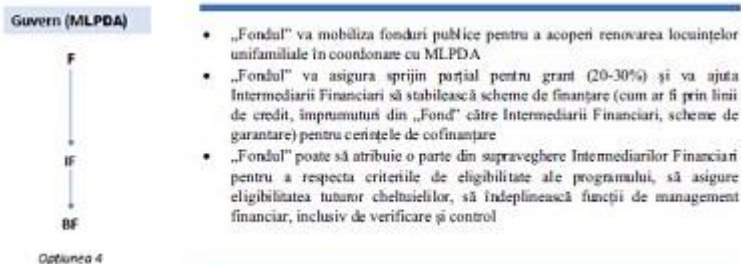 Guvern (MLPDA)
F
IF
BF
Opțiunea 4
• „Fondul” va mobiliza fonduri publice pentru a acoperi renovarea locuințelor
unifamiliale în coordonare cu MLPDA
• „Fondul” va asigura sprijin parțial pentru grant (20-30%) și va ajuta
Intermediarii Financiari să stabilească scheme de finanțare (cum ar fi prin linii
de credit, împrumuturi din „Fond” către Intermediarii Financiari, scheme de
garantare) pentru cerințele de cofinanțare
• „Fondul” poate să atribuie o parte din supraveghere Intermediarilor Financiari
pentru a respecta criteriile de eligibilitate ale programului, să asigure
eligibilitatea tuturor cheltuielilor, să îndeplinească funcții de management
financiar, inclusiv de verificare și control